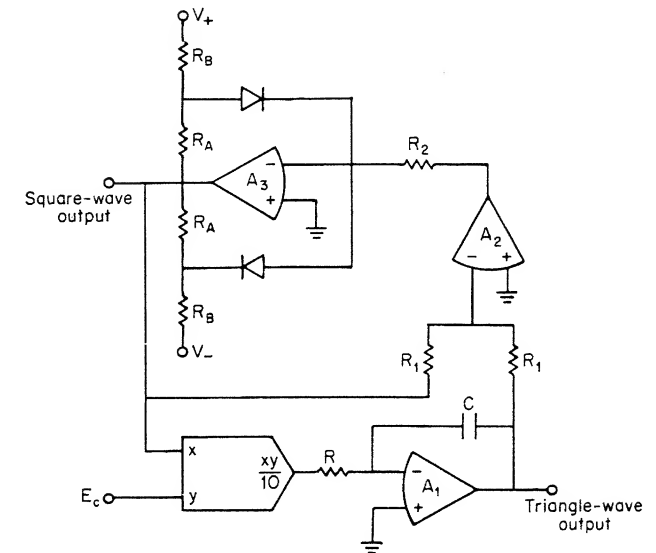 V+
RB
RA
R2
−
A3
+
Square-wave
output
RA
A2
−
+
RB
V−
R1
R1
C
x
xy
10
R
−
A1
Ec
y
+
Triangle-wave
output